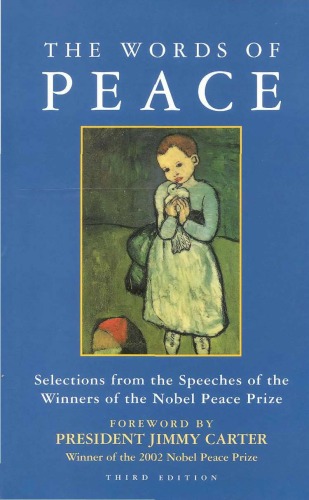 THE WORDS OF
PEACE
Selections from the Speeches of the
Winners of the Nobel Peace Prize
FOREWORD BY
PRESIDENT JIMMY CARTER
Winner of the 2002 Nobel Peace Prize
THIRD EDITION